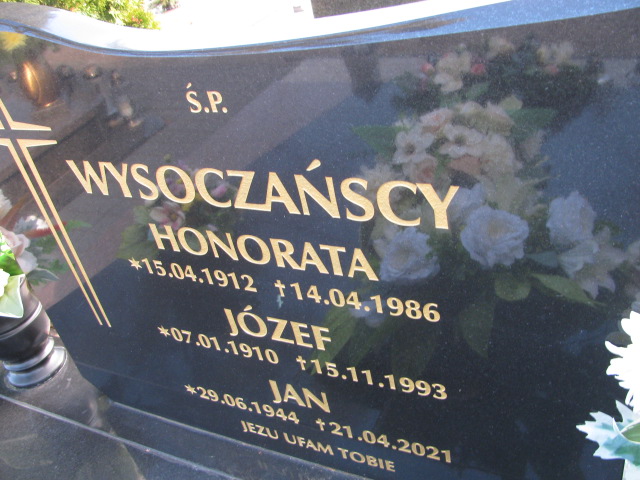 Ś.P.
WYSOCZAŃSCY
HONORATA
*15.04.1912 †14.04.1986
JÓZEF
*07.01.1910 †15.11.1993
JAN
*29.06.1944 †21.04.2021
JEZU UFAM TOBIE